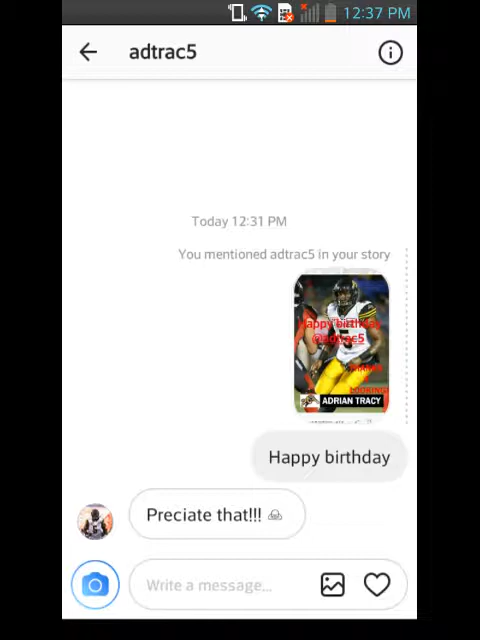 12:37 PM
adtrac5
Today 12:31 PM
You mentioned adtrac5 in your story
Happy birthday
@adtrac5
ADRIAN TRACY
Happy birthday
Preciate that!!!
Write a message...